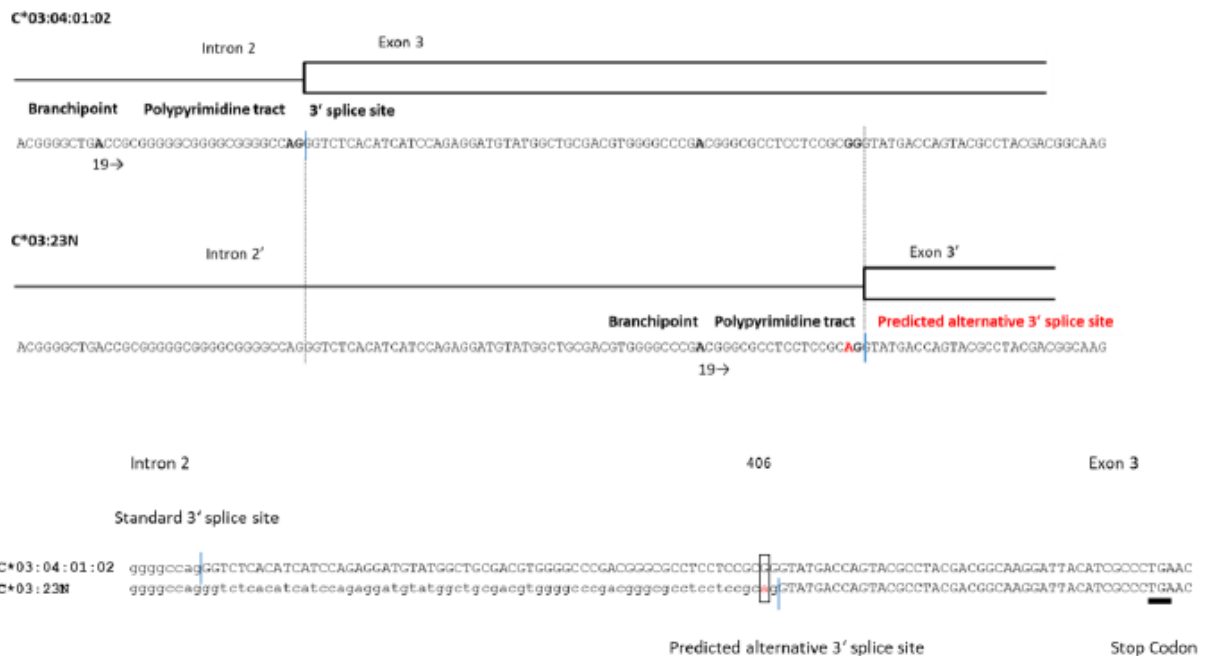 C*03:04:01:02
Intron 2 Exon 3
Branchipoint Polypyrimidine tract 3' splice site
ACGGGGCTGACCGCGGGGGCGGGGCGGGGCCAGGGTCTCACATCATCCAGAGGATGTATGGCTGCGACGTGGGGCCCGACGGGCGCCTCCTCCGCGGGTATGACCAGTACGCCTACGACGGCAAG
19→
C*03:23N
Intron 2' Exon 3'
Branchipoint Polypyrimidine tract Predicted alternative 3' splice site
ACGGGGCTGACCGCGGGGGCGGGGCGGGGCCAGGGTCTCACATCATCCAGAGGATGTATGGCTGCGACGTGGGGCCCGACGGGCGCCTCCTCCGCAGGTATGACCAGTACGCCTACGACGGCAAG
19→
Intron 2 406 Exon 3
Standard 3' splice site
C*03:04:01:02 ggggccagGGTCTCACATCATCCAGAGGATGTATGGCTGCGACGTGGGGCCCGACGGGCGCCTCCTCCGCGGGTATGACCAGTACGCCTACGACGGCAAGGATTACATCGCCCTGAAC
C*03:23N ggggccagggtctcacatcatccagaggatgtatggctgcgacgtggggcccgacgggcgcctcctccgcagGTATGACCAGTACGCCTACGACGGCAAGGATTACATCGCCCTGAAC
Predicted alternative 3' splice site Stop Codon